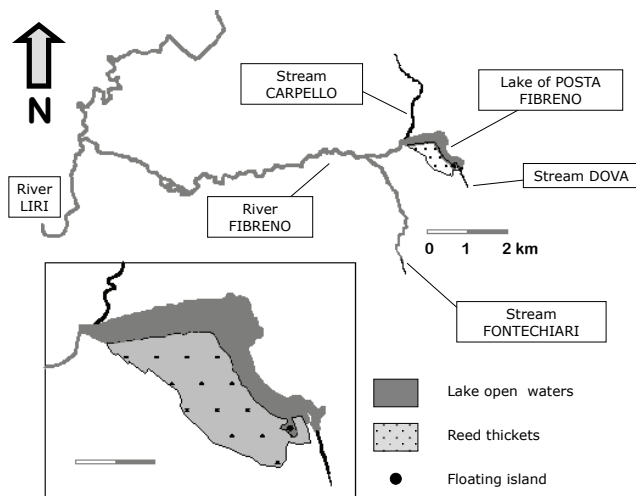 N
Stream
CARPELLO
Lake of POSTA
FIBRENO
River
LIRI
River
FIBRENO
Stream DOVA
0 1 2 km
Stream
FONTECHIARI
Lake open waters
Reed thickets
Floating island